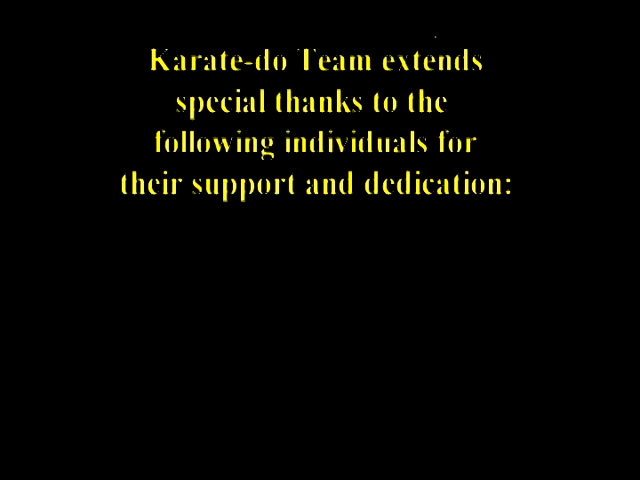 Karate-do Team extends
special thanks to the
following individuals for
their support and dedication: